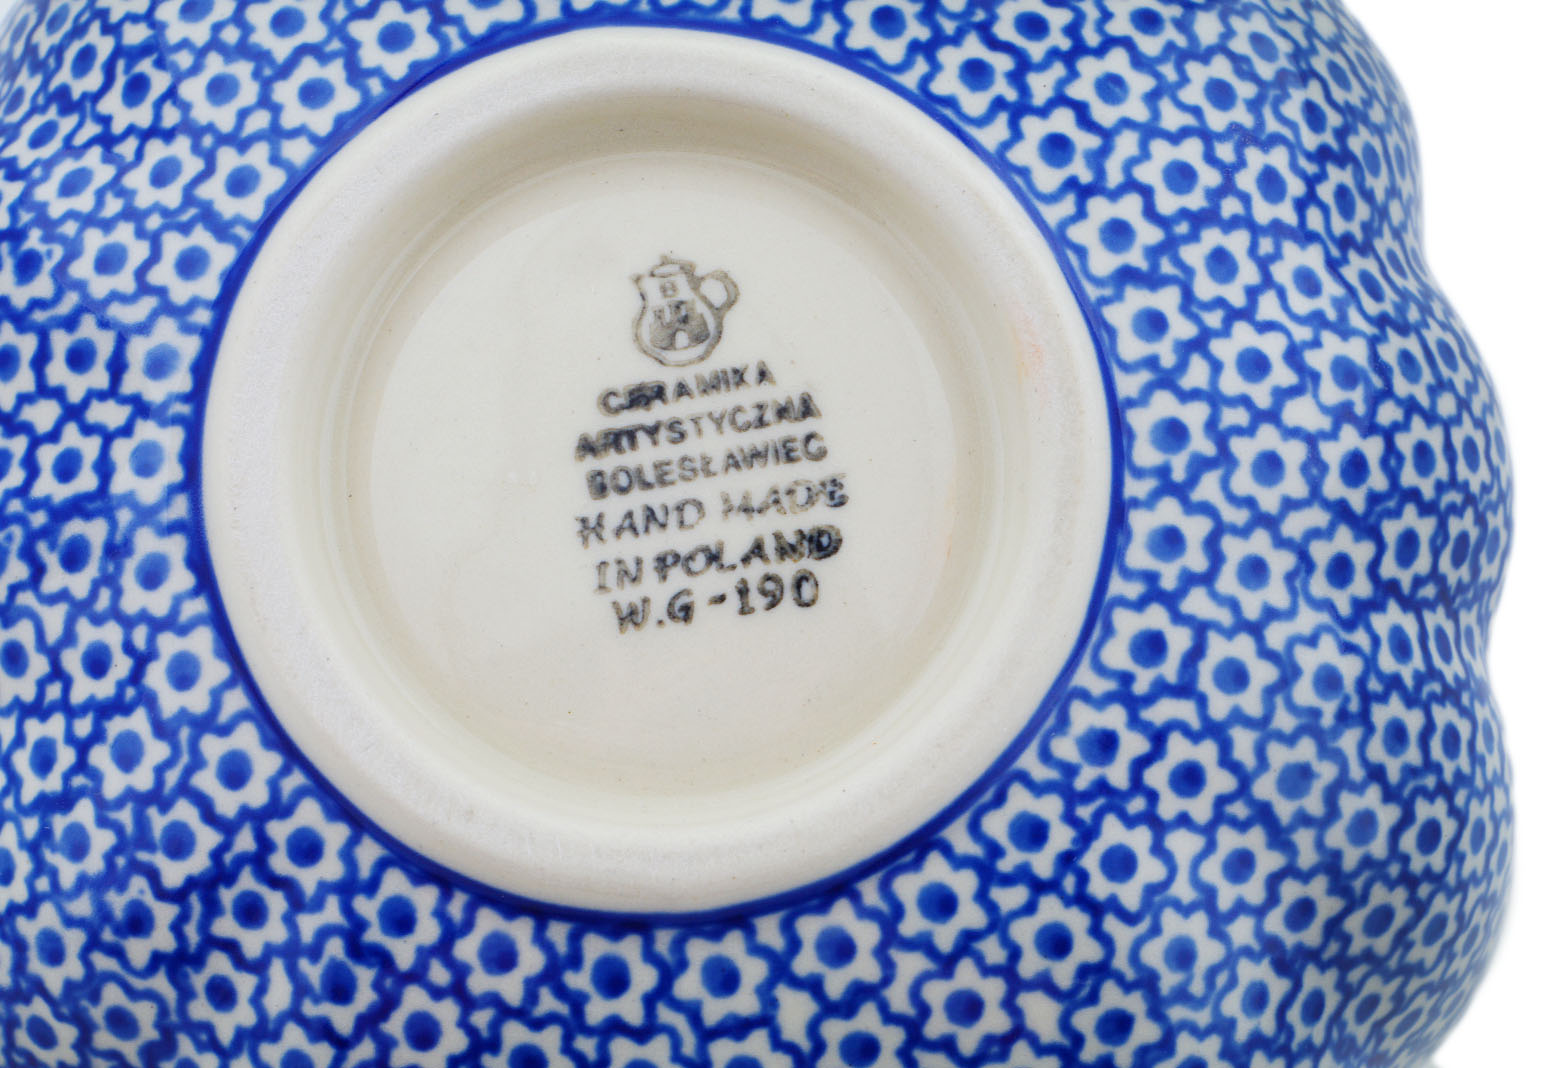 CERAMIKA
ARTYSTYCZNA
BOLESŁAWIEC
HAND MADE
IN POLAND
W.G-190